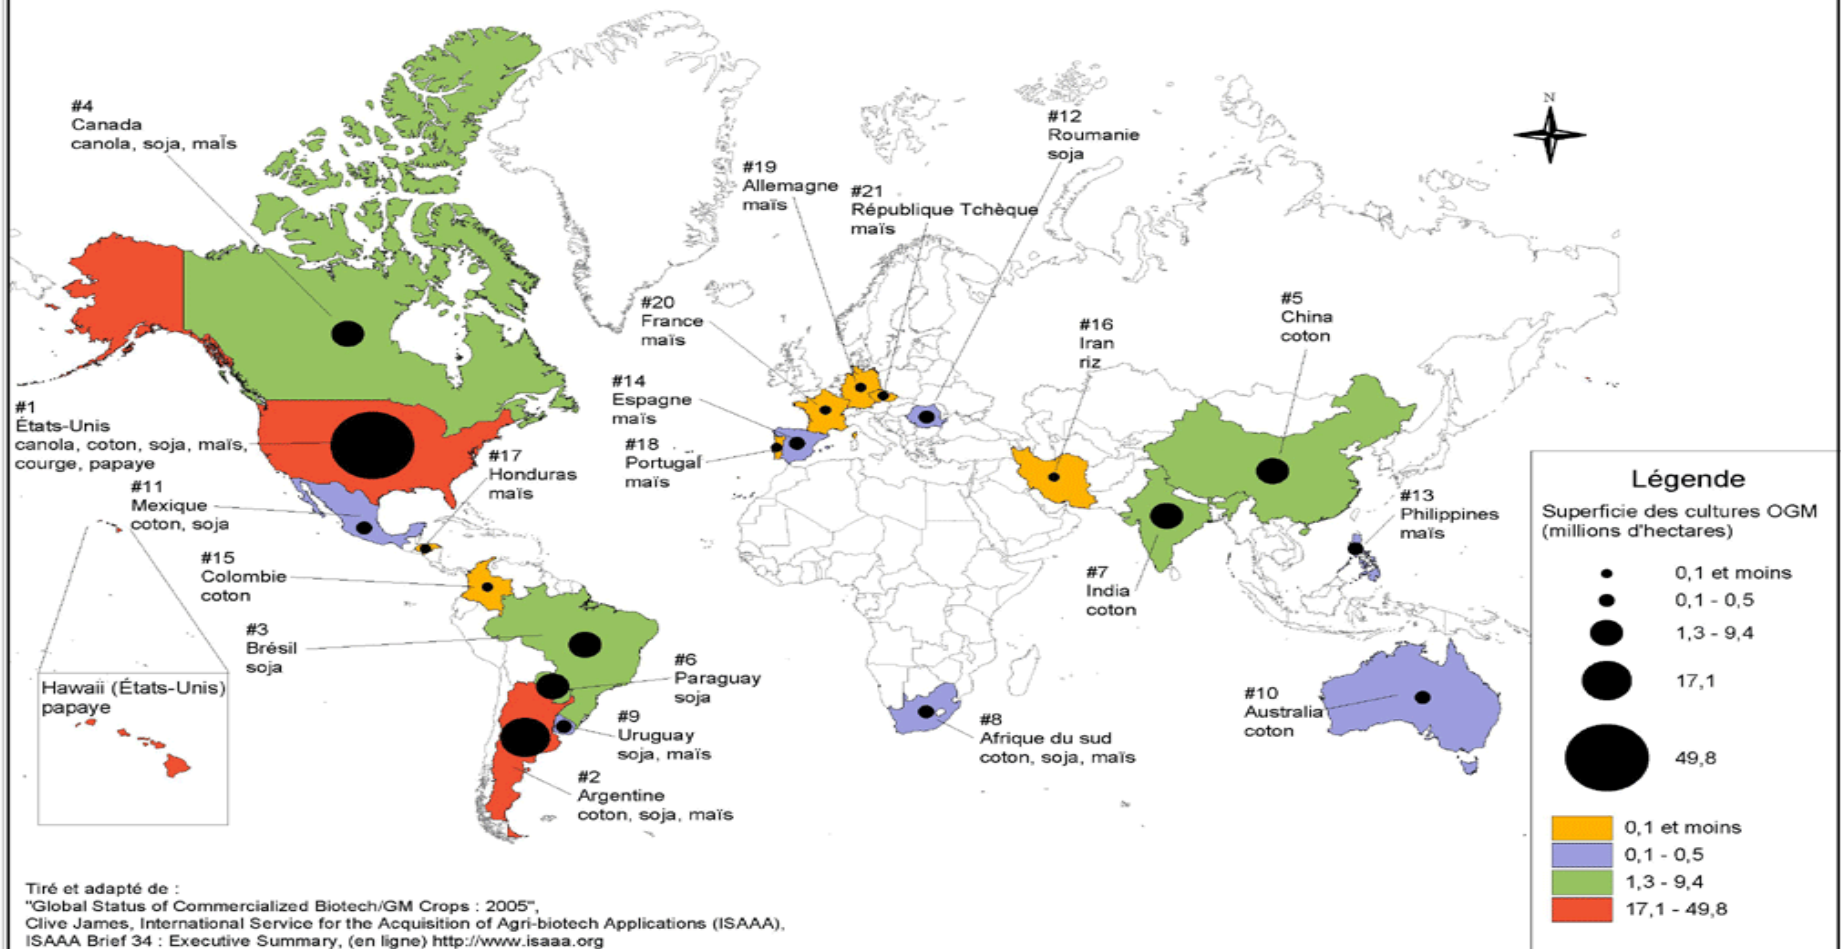 #4
Canada
canola, soja, maïs
#12
Roumanie
soja
N
#19
Allemagne
maïs
#21
République Tchèque
maïs
#20
France
maïs
#5
China
coton
#16
Iran
riz
#14
Espagne
maïs
#1
États-Unis
canola, coton, soja, maïs,
courge, papaye
#18
Portugal
maïs
#17
Honduras
maïs
#11
Mexique
coton, soja
#13
Philippines
maïs
#15
Colombie
coton
#7
India
coton
#3
Brésil
soja
#6
Paraguay
soja
Hawaii (États-Unis)
papaye
#9
Uruguay
soja, maïs
#8
Afrique du sud
coton, soja, maïs
#10
Australia
coton
#2
Argentine
coton, soja, maïs
Légende
Superficie des cultures OGM
(millions d'hectares)
0,1 et moins
0,1 - 0,5
1,3 - 9,4
17,1
49,8
0,1 et moins
0,1 - 0,5
1,3 - 9,4
17,1 - 49,8
Tiré et adapté de :
"Global Status of Commercialized Biotech/GM Crops : 2005",
Clive James, International Service for the Acquisition of Agri-biotech Applications (ISAAA),
ISAAA Brief 34 : Executive Summary, (en ligne) http://www.isaaa.org